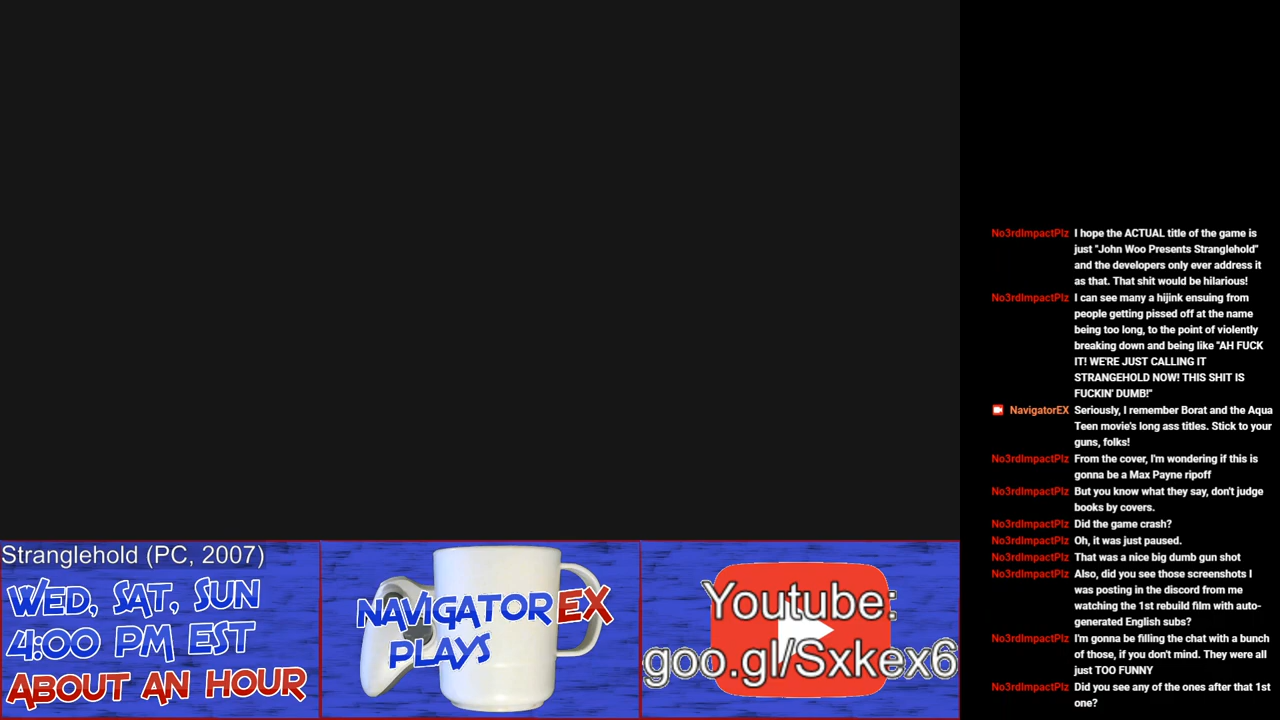 No3rdImpactPlz I hope the ACTUAL title of the game is
just "John Woo Presents Stranglehold"
and the developers only ever address it
as that. That shit would be hilarious!
No3rdImpactPlz I can see many a hijink ensuing from
people getting pissed off at the name
being too long, to the point of violently
breaking down and being like "AH FUCK
IT! WE'RE JUST CALLING IT
STRANGEHOLD NOW! THIS SHIT IS
FUCKIN' DUMB!"
NavigatorEX Seriously, I remember Borat and the Aqua
Teen movie's long ass titles. Stick to your
guns, folks!
No3rdImpactPlz From the cover, I'm wondering if this is
gonna be a Max Payne ripoff
No3rdImpactPlz But you know what they say, don't judge
books by covers.
No3rdImpactPlz Did the game crash?
No3rdImpactPlz Oh, it was just paused.
No3rdImpactPlz That was a nice big dumb gun shot
No3rdImpactPlz Also, did you see those screenshots I
was posting in the discord from me
watching the 1st rebuild film with auto-
generated English subs?
No3rdImpactPlz I'm gonna be filling the chat with a bunch
of those, if you don't mind. They were all
just TOO FUNNY
No3rdImpactPlz Did you see any of the ones after that 1st
one?
Stranglehold (PC, 2007)
WED, SAT, SUN
4:00 PM EST
ABOUT AN HOUR
NAVIGATOR EX
PLAYS
Youtube:
goo.gl/Sxkex6